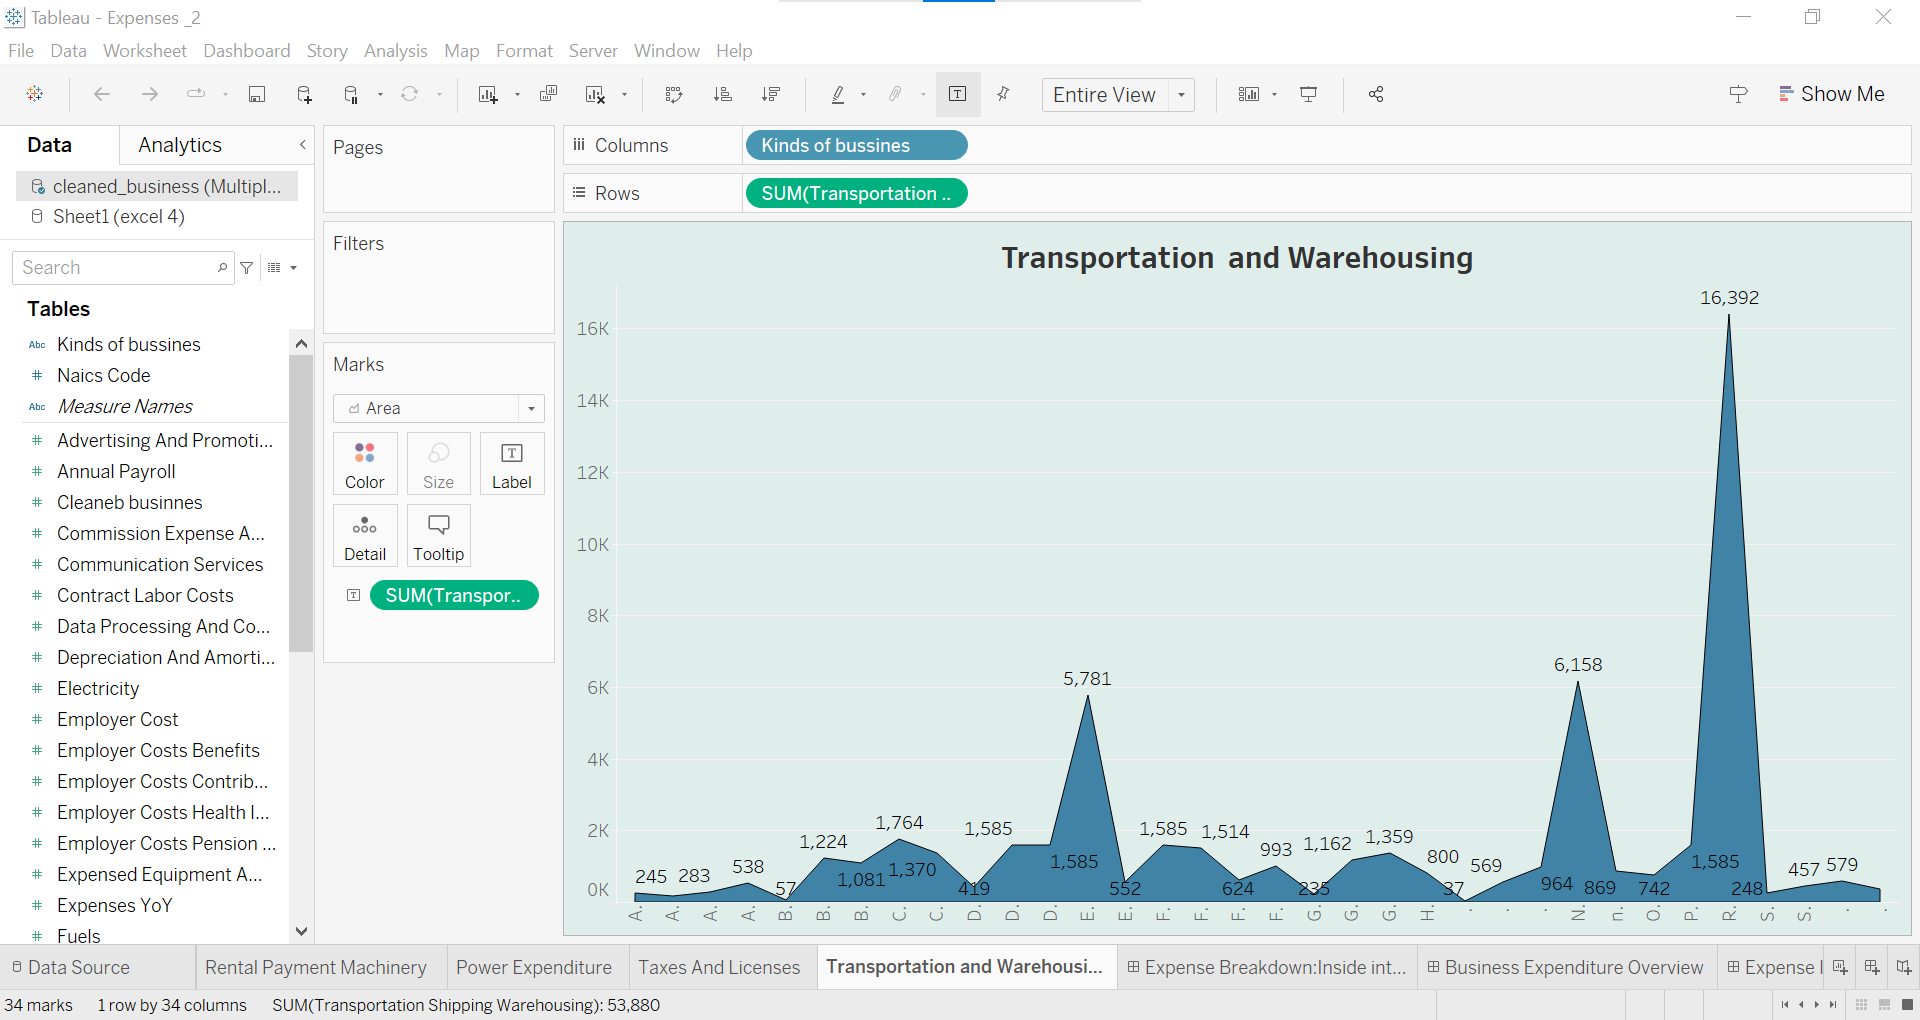 Tableau - Expenses _2
File Data Worksheet Dashboard Story Analysis Map Format Server Window Help
Entire View
Show Me
Data
Analytics
cleaned_business (Multipl...
Sheet1 (excel 4)
Search
Tables
Abc Kinds of bussines
# Naics Code
Abc Measure Names
# Advertising And Promoti...
# Annual Payroll
# Cleaneb businnes
# Commission Expense A...
# Communication Services
# Contract Labor Costs
# Data Processing And Co...
# Depreciation And Amorti...
# Electricity
# Employer Cost
# Employer Costs Benefits
# Employer Costs Contrib...
# Employer Costs Health I...
# Employer Costs Pension ...
# Expensed Equipment A...
# Expenses YoY
# Fuels
Pages
Filters
Marks
Area
Color
Size
Label
Detail
Tooltip
SUM(Transpor..
Columns
Kinds of bussines
Rows
SUM(Transportation ..
Transportation and Warehousing
16K
14K
12K
10K
8K
6K
4K
2K
0K
245
283
538
57
1,224
1,081
1,764
1,370
419
1,585
1,585
5,781
552
1,585
1,514
624
993
235
1,162
1,359
800
37
569
964
6,158
869
742
1,585
16,392
248
457
579
A. A. A. A. B. B. B. C. C. D. D. D. E. E. F. F. F. F. G. G. G. H. . . . N. n. O. P. R. S. S. . .
Data Source
Rental Payment Machinery
Power Expenditure
Taxes And Licenses
Transportation and Warehousi...
Expense Breakdown:Inside int...
Business Expenditure Overview
Expense I
34 marks
1 row by 34 columns
SUM(Transportation Shipping Warehousing): 53,880